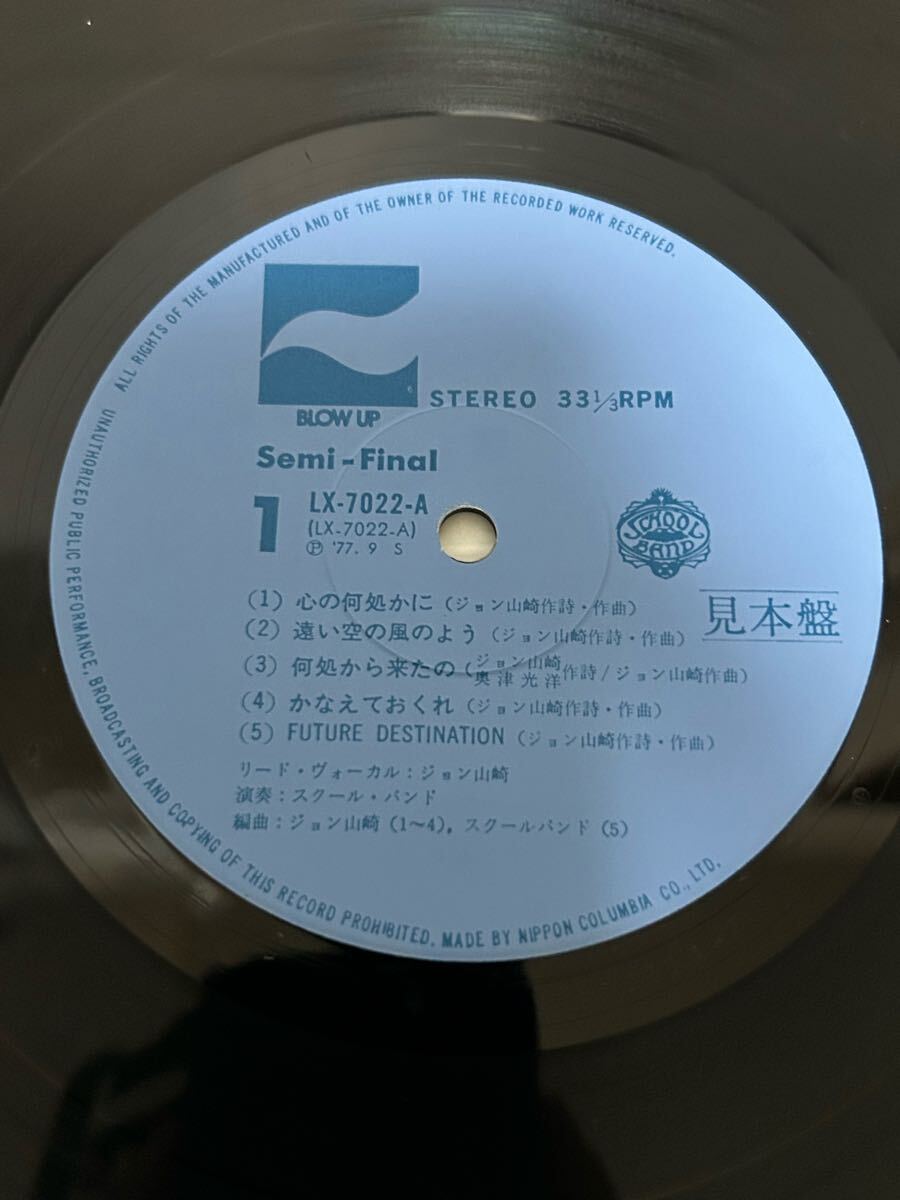 ALL RIGHTS OF THE MANUFACTURED AND OF THE OWNER OF THE RECORDED WORK RESERVED.
BLOW UP
STEREO 33 1/3 RPM
Semi-Final
1
LX-7022-A
(LX-7022-A)
Ⓟ '77. 9 S
SCHOOL BAND
見本盤
(1) 心の何処かに (ジョン山崎作詩・作曲)
(2) 遠い空の風のよう (ジョン山崎作詩・作曲)
(3) 何処から来たの (ジョン山崎 奥津光洋 作詩/ジョン山崎作曲)
(4) かなえておくれ (ジョン山崎作詩・作曲)
(5) FUTURE DESTINATION (ジョン山崎作詩・作曲)
リード・ヴォーカル:ジョン山崎
演奏:スクール・バンド
編曲:ジョン山崎 (1〜4), スクールバンド (5)
UNAUTHORIZED PUBLIC PERFORMANCE, BROADCASTING AND COPYING OF THIS RECORD PROHIBITED. MADE BY NIPPON COLUMBIA CO., LTD.